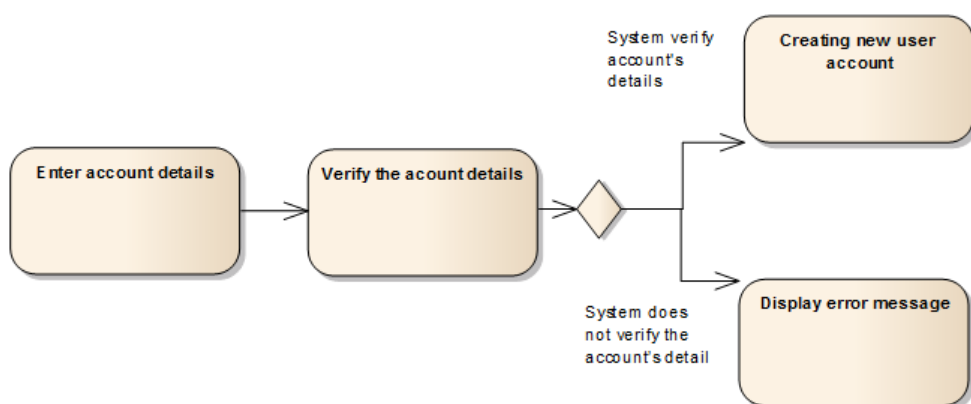 System verify
account's
details
Creating new user
account
Enter account details
Verify the acount details
System does
not verify the
account's detail
Display error message